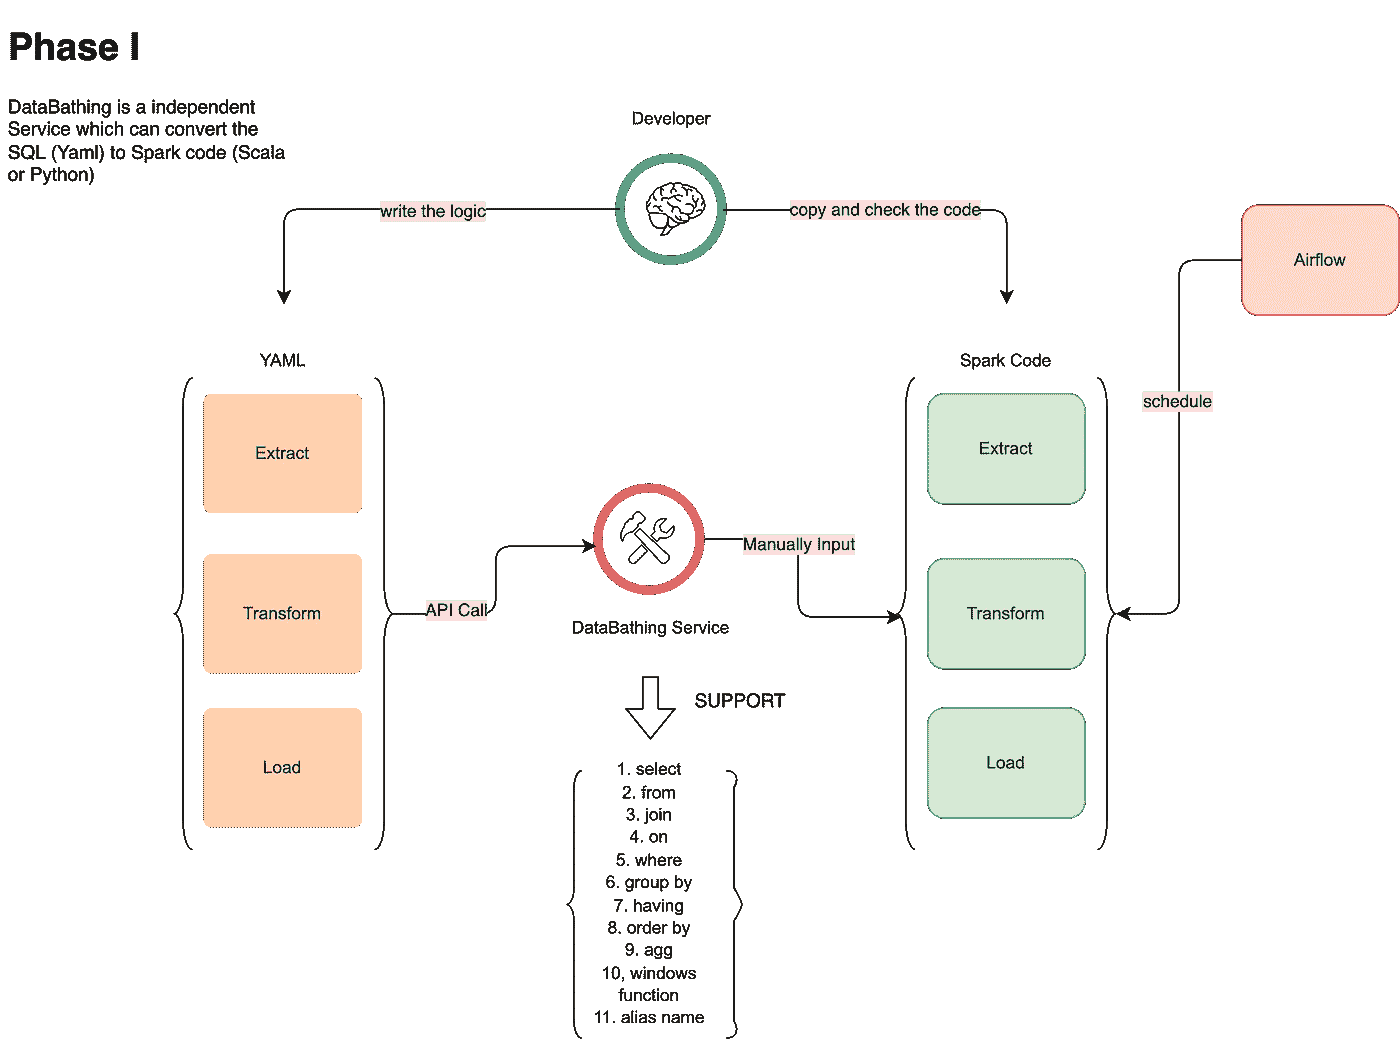 Phase I
DataBathing is a independent
Service which can convert the
SQL (Yaml) to Spark code (Scala
or Python)
Developer
write the logic
copy and check the code
Airflow
YAML
Spark Code
schedule
Extract
Extract
Manually Input
API Call
Transform
Transform
DataBathing Service
SUPPORT
Load
Load
1. select
2. from
3. join
4. on
5. where
6. group by
7. having
8. order by
9. agg
10, windows
function
11. alias name